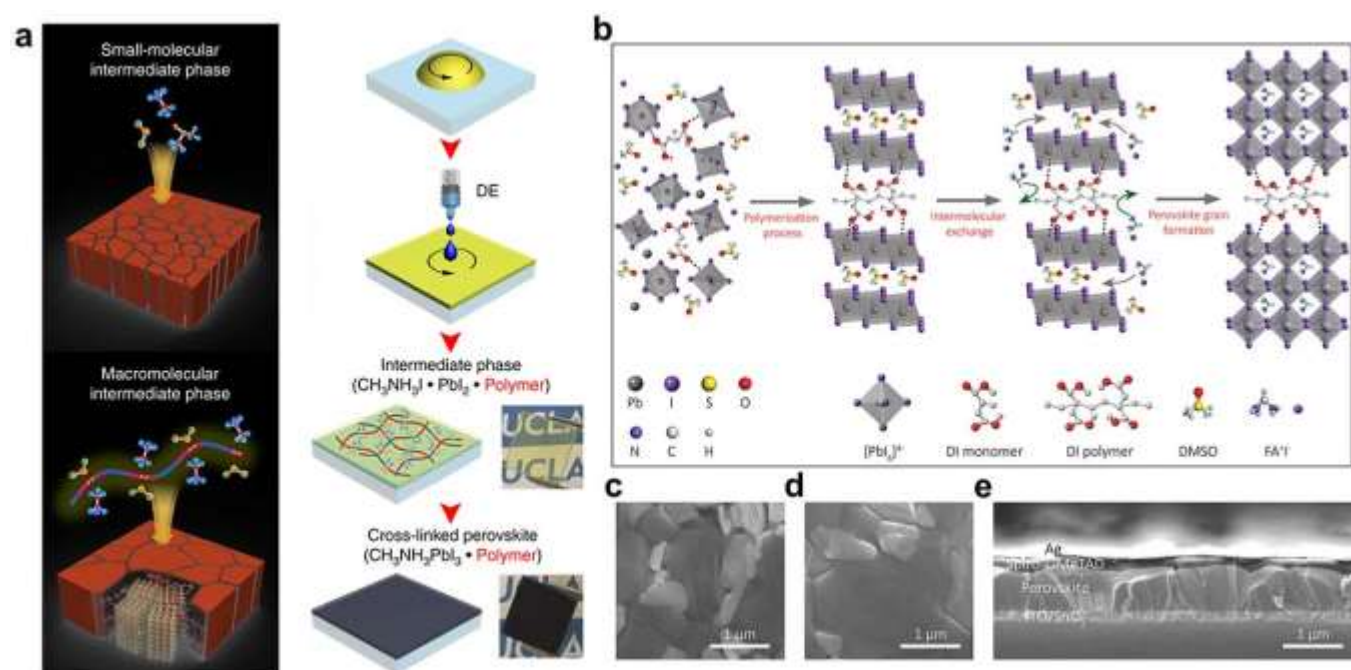 a
Small-molecular
intermediate phase
Macromolecular
intermediate phase
DE
Intermediate phase
(CH₃NH₃I • PbI₂ • Polymer)
UCLA
UCLA
Cross-linked perovskite
(CH₃NH₃PbI₃ • Polymer)
UCLA
b
Polymerization
process
Intermolecular
exchange
Perovskite grain
formation
Pb
I
S
O
N
C
H
[PbI₆]⁴⁻
DI monomer
DI polymer
DMSO
FA⁺I⁻
c
1 μm
d
1 μm
e
Ag
Perovskite
1 μm